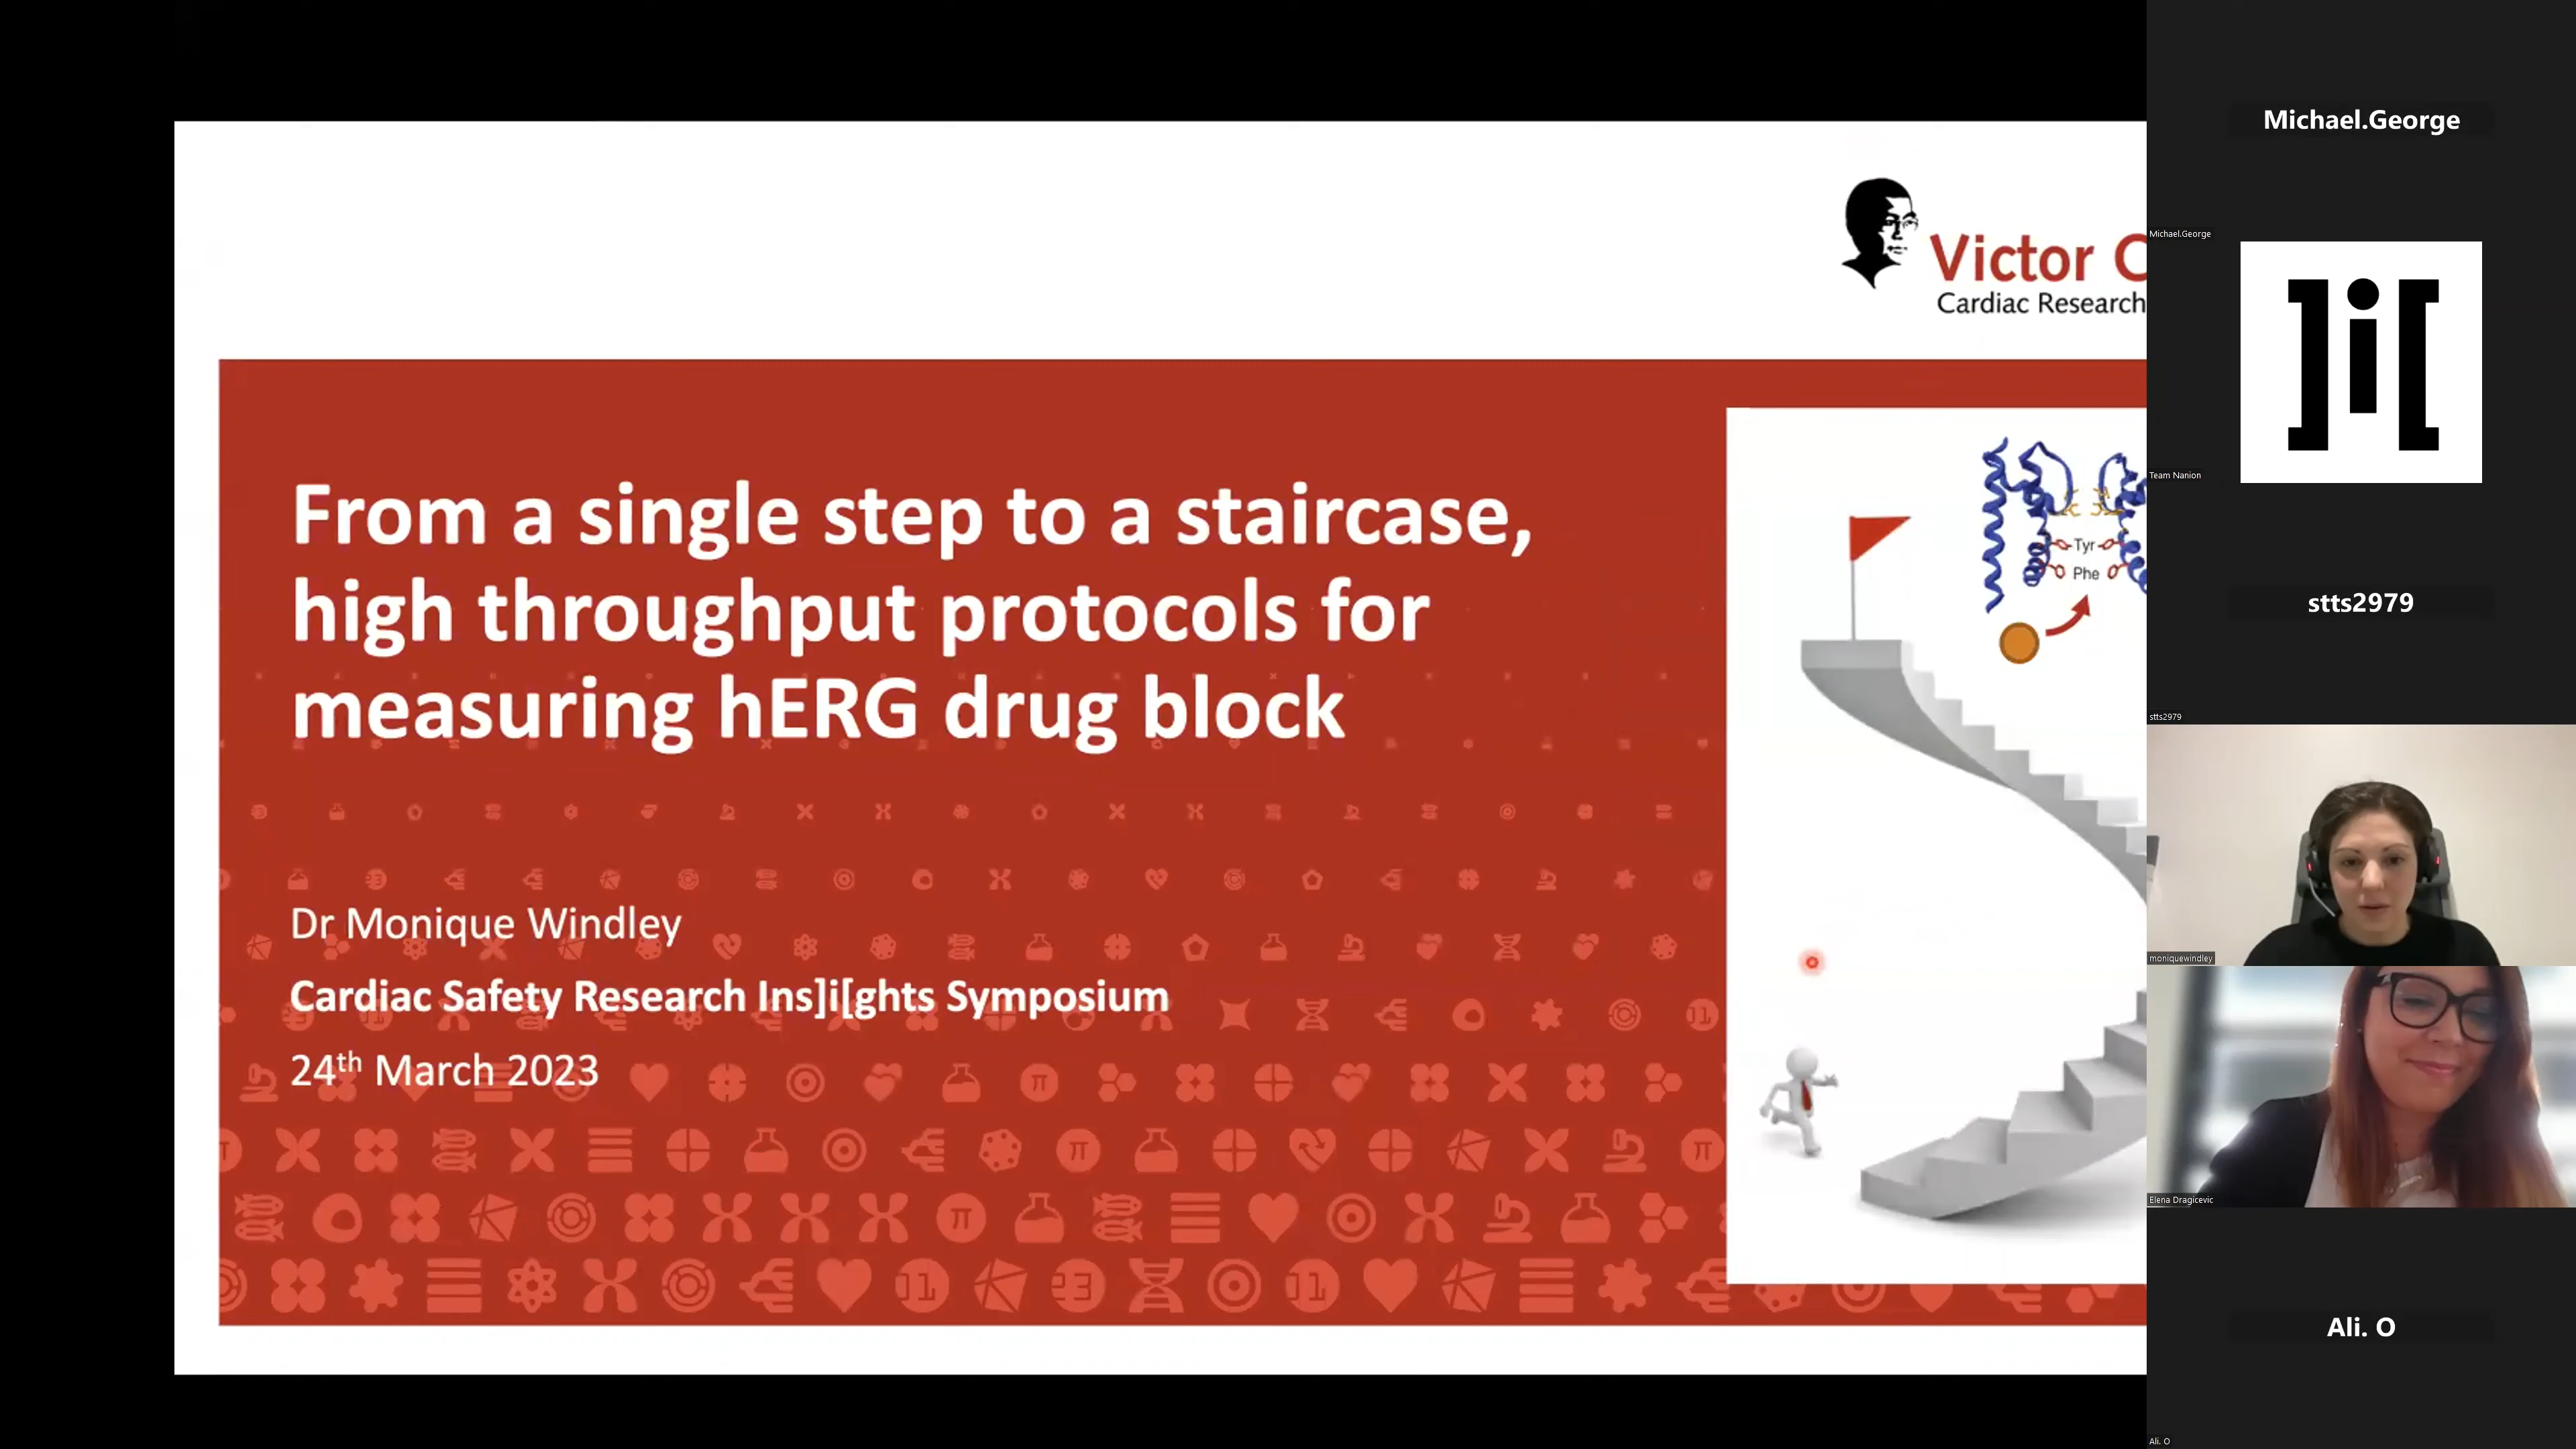 Victor C
Cardiac Research
From a single step to a staircase,
high throughput protocols for
measuring hERG drug block
Tyr
Phe
Dr Monique Windley
Cardiac Safety Research Ins]i[ghts Symposium
24th March 2023
Michael.George
Michael.George
]i[
Team Nanion
stts2979
stts2979
moniquewindley
Elena Dragicevic
Ali. O
Ali. O